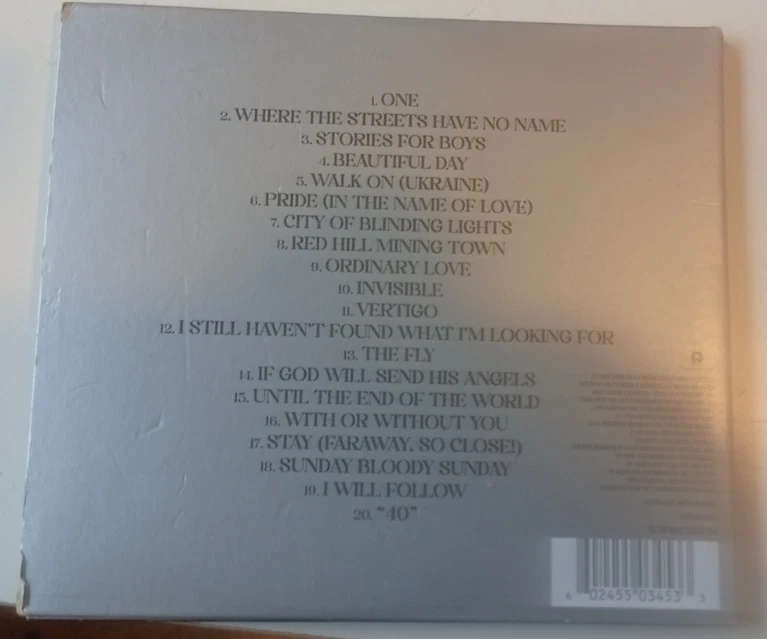 1. ONE
2. WHERE THE STREETS HAVE NO NAME
3. STORIES FOR BOYS
4. BEAUTIFUL DAY
5. WALK ON (UKRAINE)
6. PRIDE (IN THE NAME OF LOVE)
7. CITY OF BLINDING LIGHTS
8. RED HILL MINING TOWN
9. ORDINARY LOVE
10. INVISIBLE
11. VERTIGO
12. I STILL HAVEN'T FOUND WHAT I'M LOOKING FOR
13. THE FLY
14. IF GOD WILL SEND HIS ANGELS
15. UNTIL THE END OF THE WORLD
16. WITH OR WITHOUT YOU
17. STAY (FARAWAY, SO CLOSE!)
18. SUNDAY BLOODY SUNDAY
19. I WILL FOLLOW
20. "40"
6 02455 03453 3